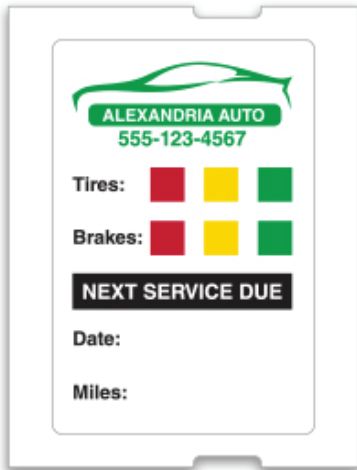 ALEXANDRIA AUTO
555-123-4567
Tires:
Brakes:
NEXT SERVICE DUE
Date:
Miles: